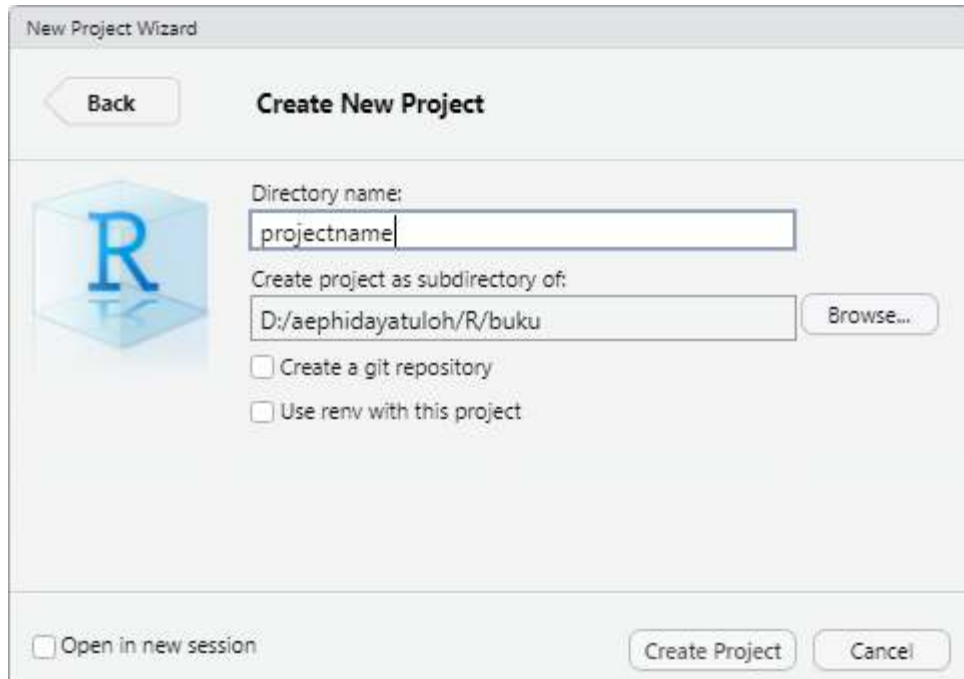 New Project Wizard
Back
Create New Project
R
Directory name:
projectname
Create project as subdirectory of:
D:/aephidayatuloh/R/buku
Browse...
Create a git repository
Use renv with this project
Open in new session
Create Project
Cancel